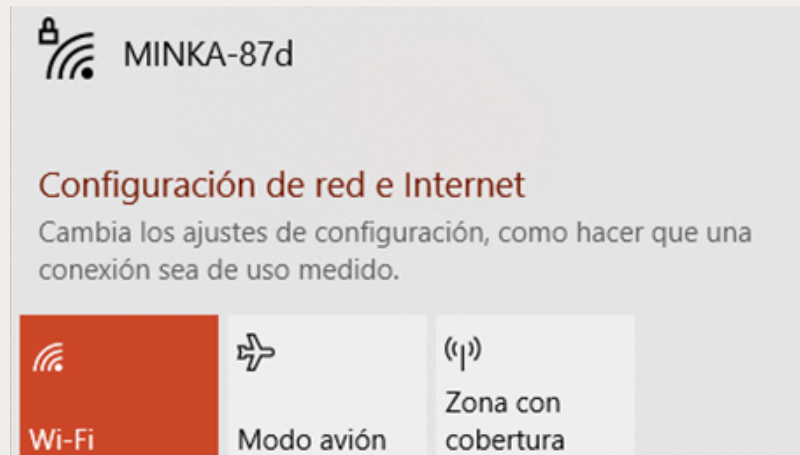 MINKA-87d
Configuración de red e Internet
Cambia los ajustes de configuración, como hacer que una
conexión sea de uso medido.
Wi-Fi
Modo avión
Zona con
cobertura